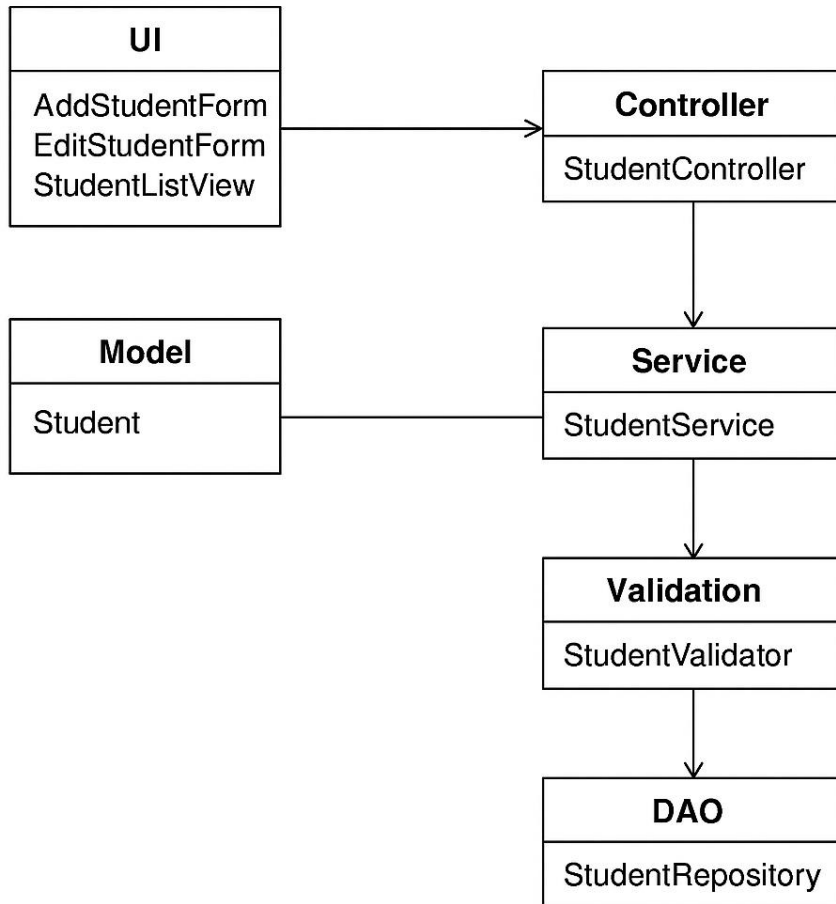 UI
AddStudentForm
EditStudentForm
StudentListView
Controller
StudentController
Model
Student
Service
StudentService
Validation
StudentValidator
DAO
StudentRepository